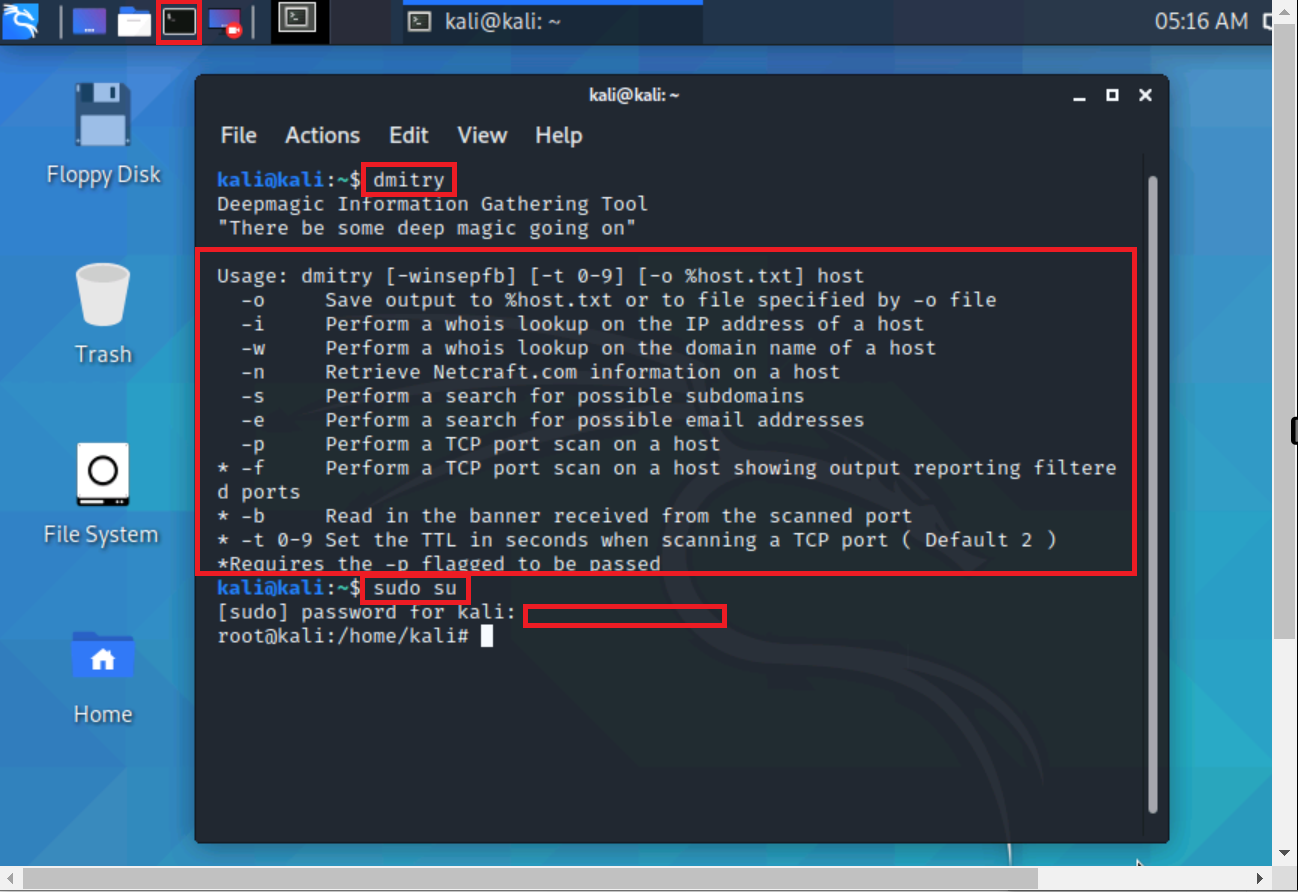 kali@kali: ~
05:16 AM
Floppy Disk
Trash
File System
Home
kali@kali: ~
File Actions Edit View Help
kali@kali:~$ dmitry
Deepmagic Information Gathering Tool
"There be some deep magic going on"
Usage: dmitry [-winsepfb] [-t 0-9] [-o %host.txt] host
-o Save output to %host.txt or to file specified by -o file
-i Perform a whois lookup on the IP address of a host
-w Perform a whois lookup on the domain name of a host
-n Retrieve Netcraft.com information on a host
-s Perform a search for possible subdomains
-e Perform a search for possible email addresses
-p Perform a TCP port scan on a host
* -f Perform a TCP port scan on a host showing output reporting filtere
d ports
* -b Read in the banner received from the scanned port
* -t 0-9 Set the TTL in seconds when scanning a TCP port ( Default 2 )
*Requires the -p flagged to be passed
kali@kali:~$ sudo su
[sudo] password for kali:
root@kali:/home/kali#